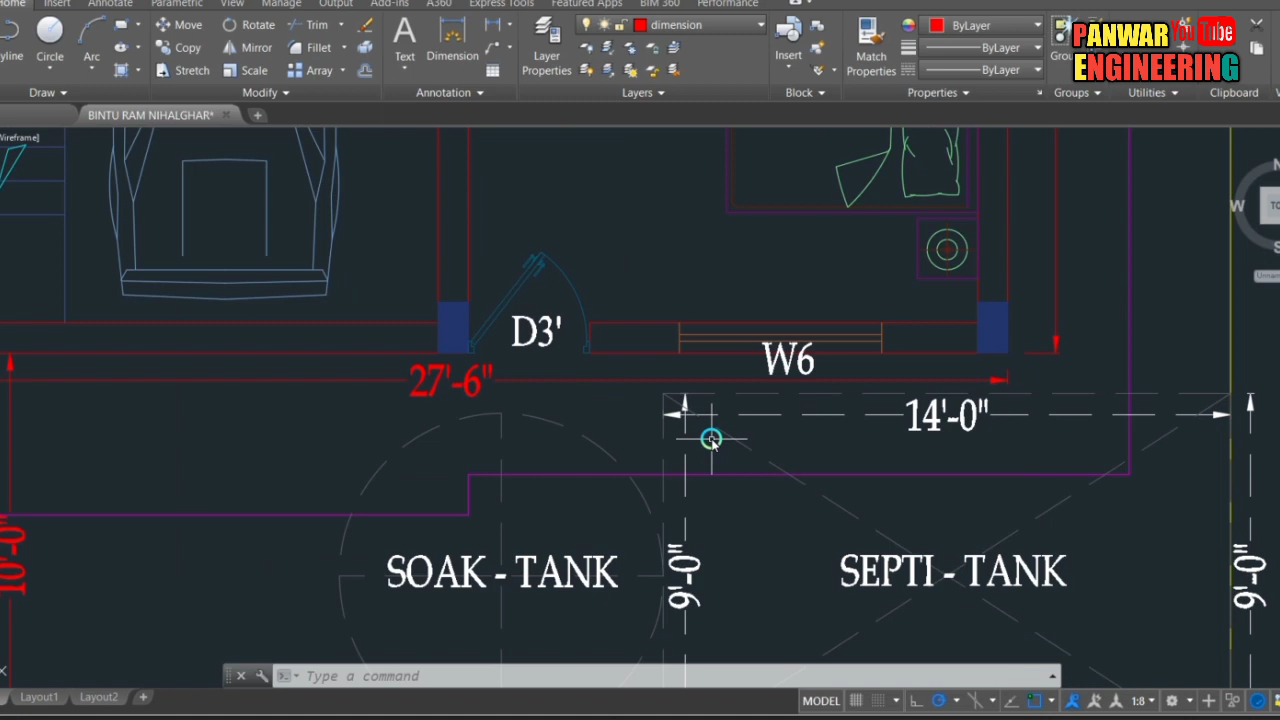 Home Insert Annotate Parametric View Manage Output Add-ins A360 Express Tools Featured Apps BIM 360 Performance
Move Rotate Trim
Copy Mirror Fillet
Stretch Scale Array
Circle Arc
Text Dimension
Layer Properties
dimension
Insert
Match Properties
ByLayer
ByLayer
ByLayer
Draw Modify Annotation Layers Block Properties Groups Utilities Clipboard
PANWAR YouTube
ENGINEERING
BINTU RAM NIHALGHAR*
Wireframe]
N
W
S
D3'
W6
27'-6"
14'-0"
10'-0"
SOAK - TANK
9'-0"
SEPTI - TANK
9'-0"
Type a command
Layout1 Layout2
MODEL 1:8